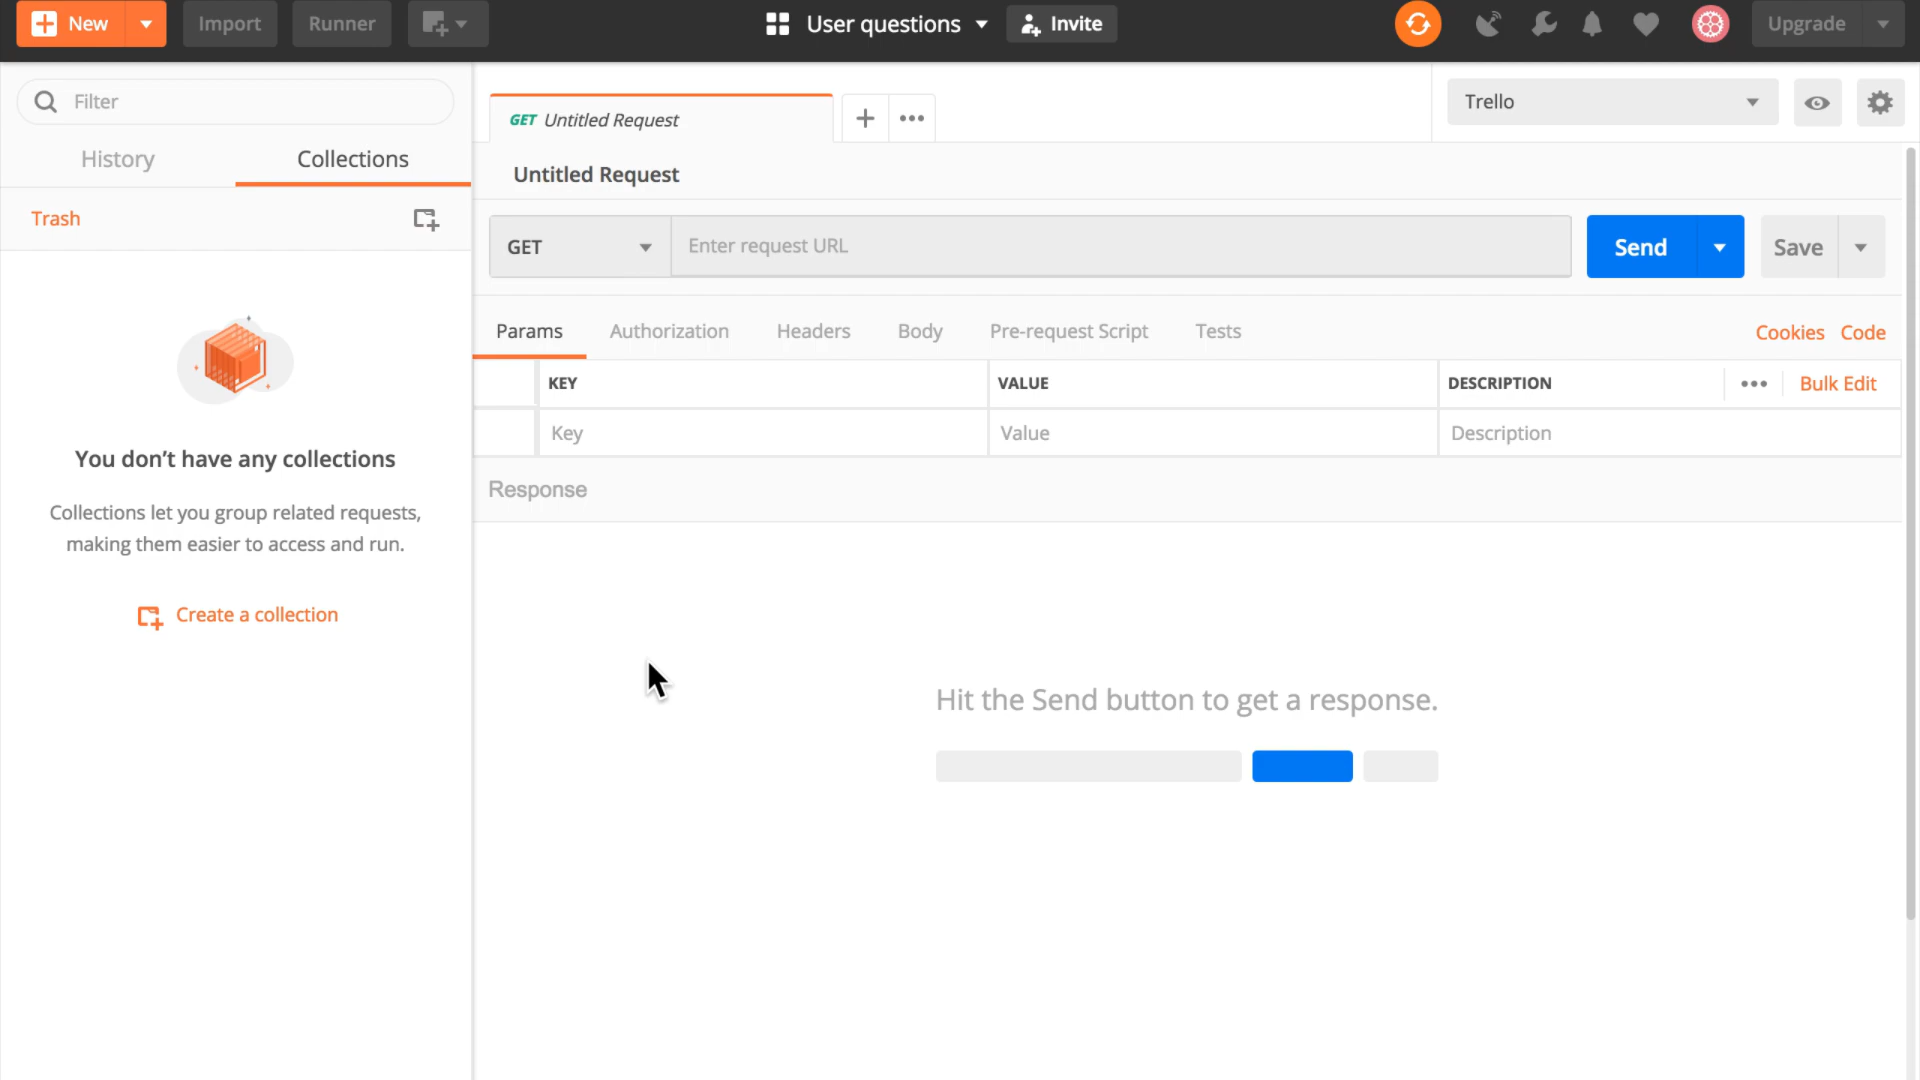 New
Import
Runner
User questions
Invite
Upgrade
Filter
History
Collections
Trash
You don’t have any collections
Collections let you group related requests,
making them easier to access and run.
Create a collection
GET Untitled Request
Trello
Untitled Request
GET
Enter request URL
Send
Save
Params
Authorization
Headers
Body
Pre-request Script
Tests
Cookies
Code
KEY
VALUE
DESCRIPTION
Bulk Edit
Key
Value
Description
Response
Hit the Send button to get a response.